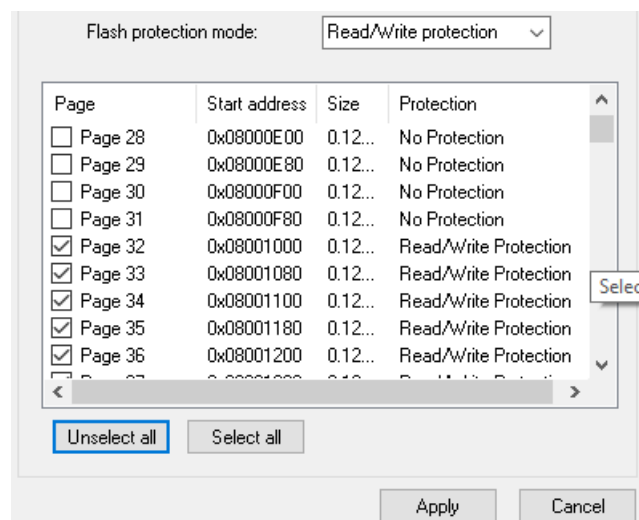 Flash protection mode: Read/Write protection
Page Start address Size Protection
Page 28 0x08000E00 0.12... No Protection
Page 29 0x08000E80 0.12... No Protection
Page 30 0x08000F00 0.12... No Protection
Page 31 0x08000F80 0.12... No Protection
Page 32 0x08001000 0.12... Read/Write Protection
Page 33 0x08001080 0.12... Read/Write Protection
Page 34 0x08001100 0.12... Read/Write Protection
Page 35 0x08001180 0.12... Read/Write Protection
Page 36 0x08001200 0.12... Read/Write Protection
Selec
Unselect all Select all
Apply Cancel